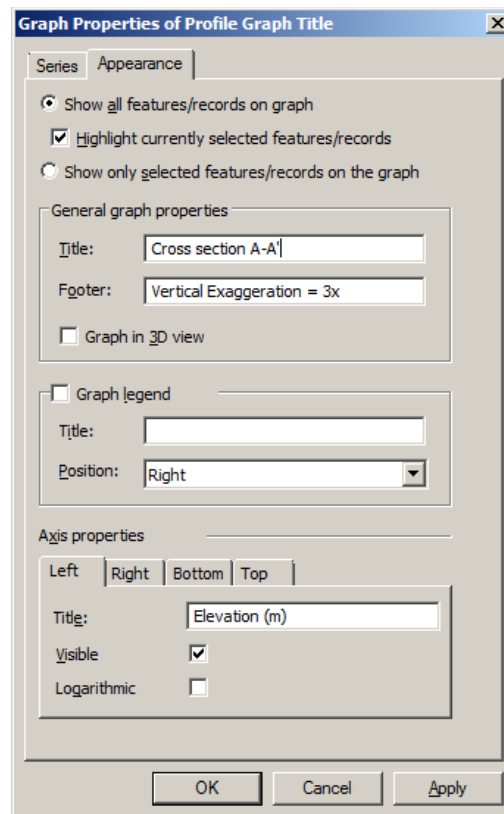 Graph Properties of Profile Graph Title
Series Appearance
Show all features/records on graph
Highlight currently selected features/records
Show only selected features/records on the graph
General graph properties
Title: Cross section A-A'
Footer: Vertical Exaggeration = 3x
Graph in 3D view
Graph legend
Title:
Position: Right
Axis properties
Left Right Bottom Top
Title: Elevation (m)
Visible
Logarithmic
OK Cancel Apply